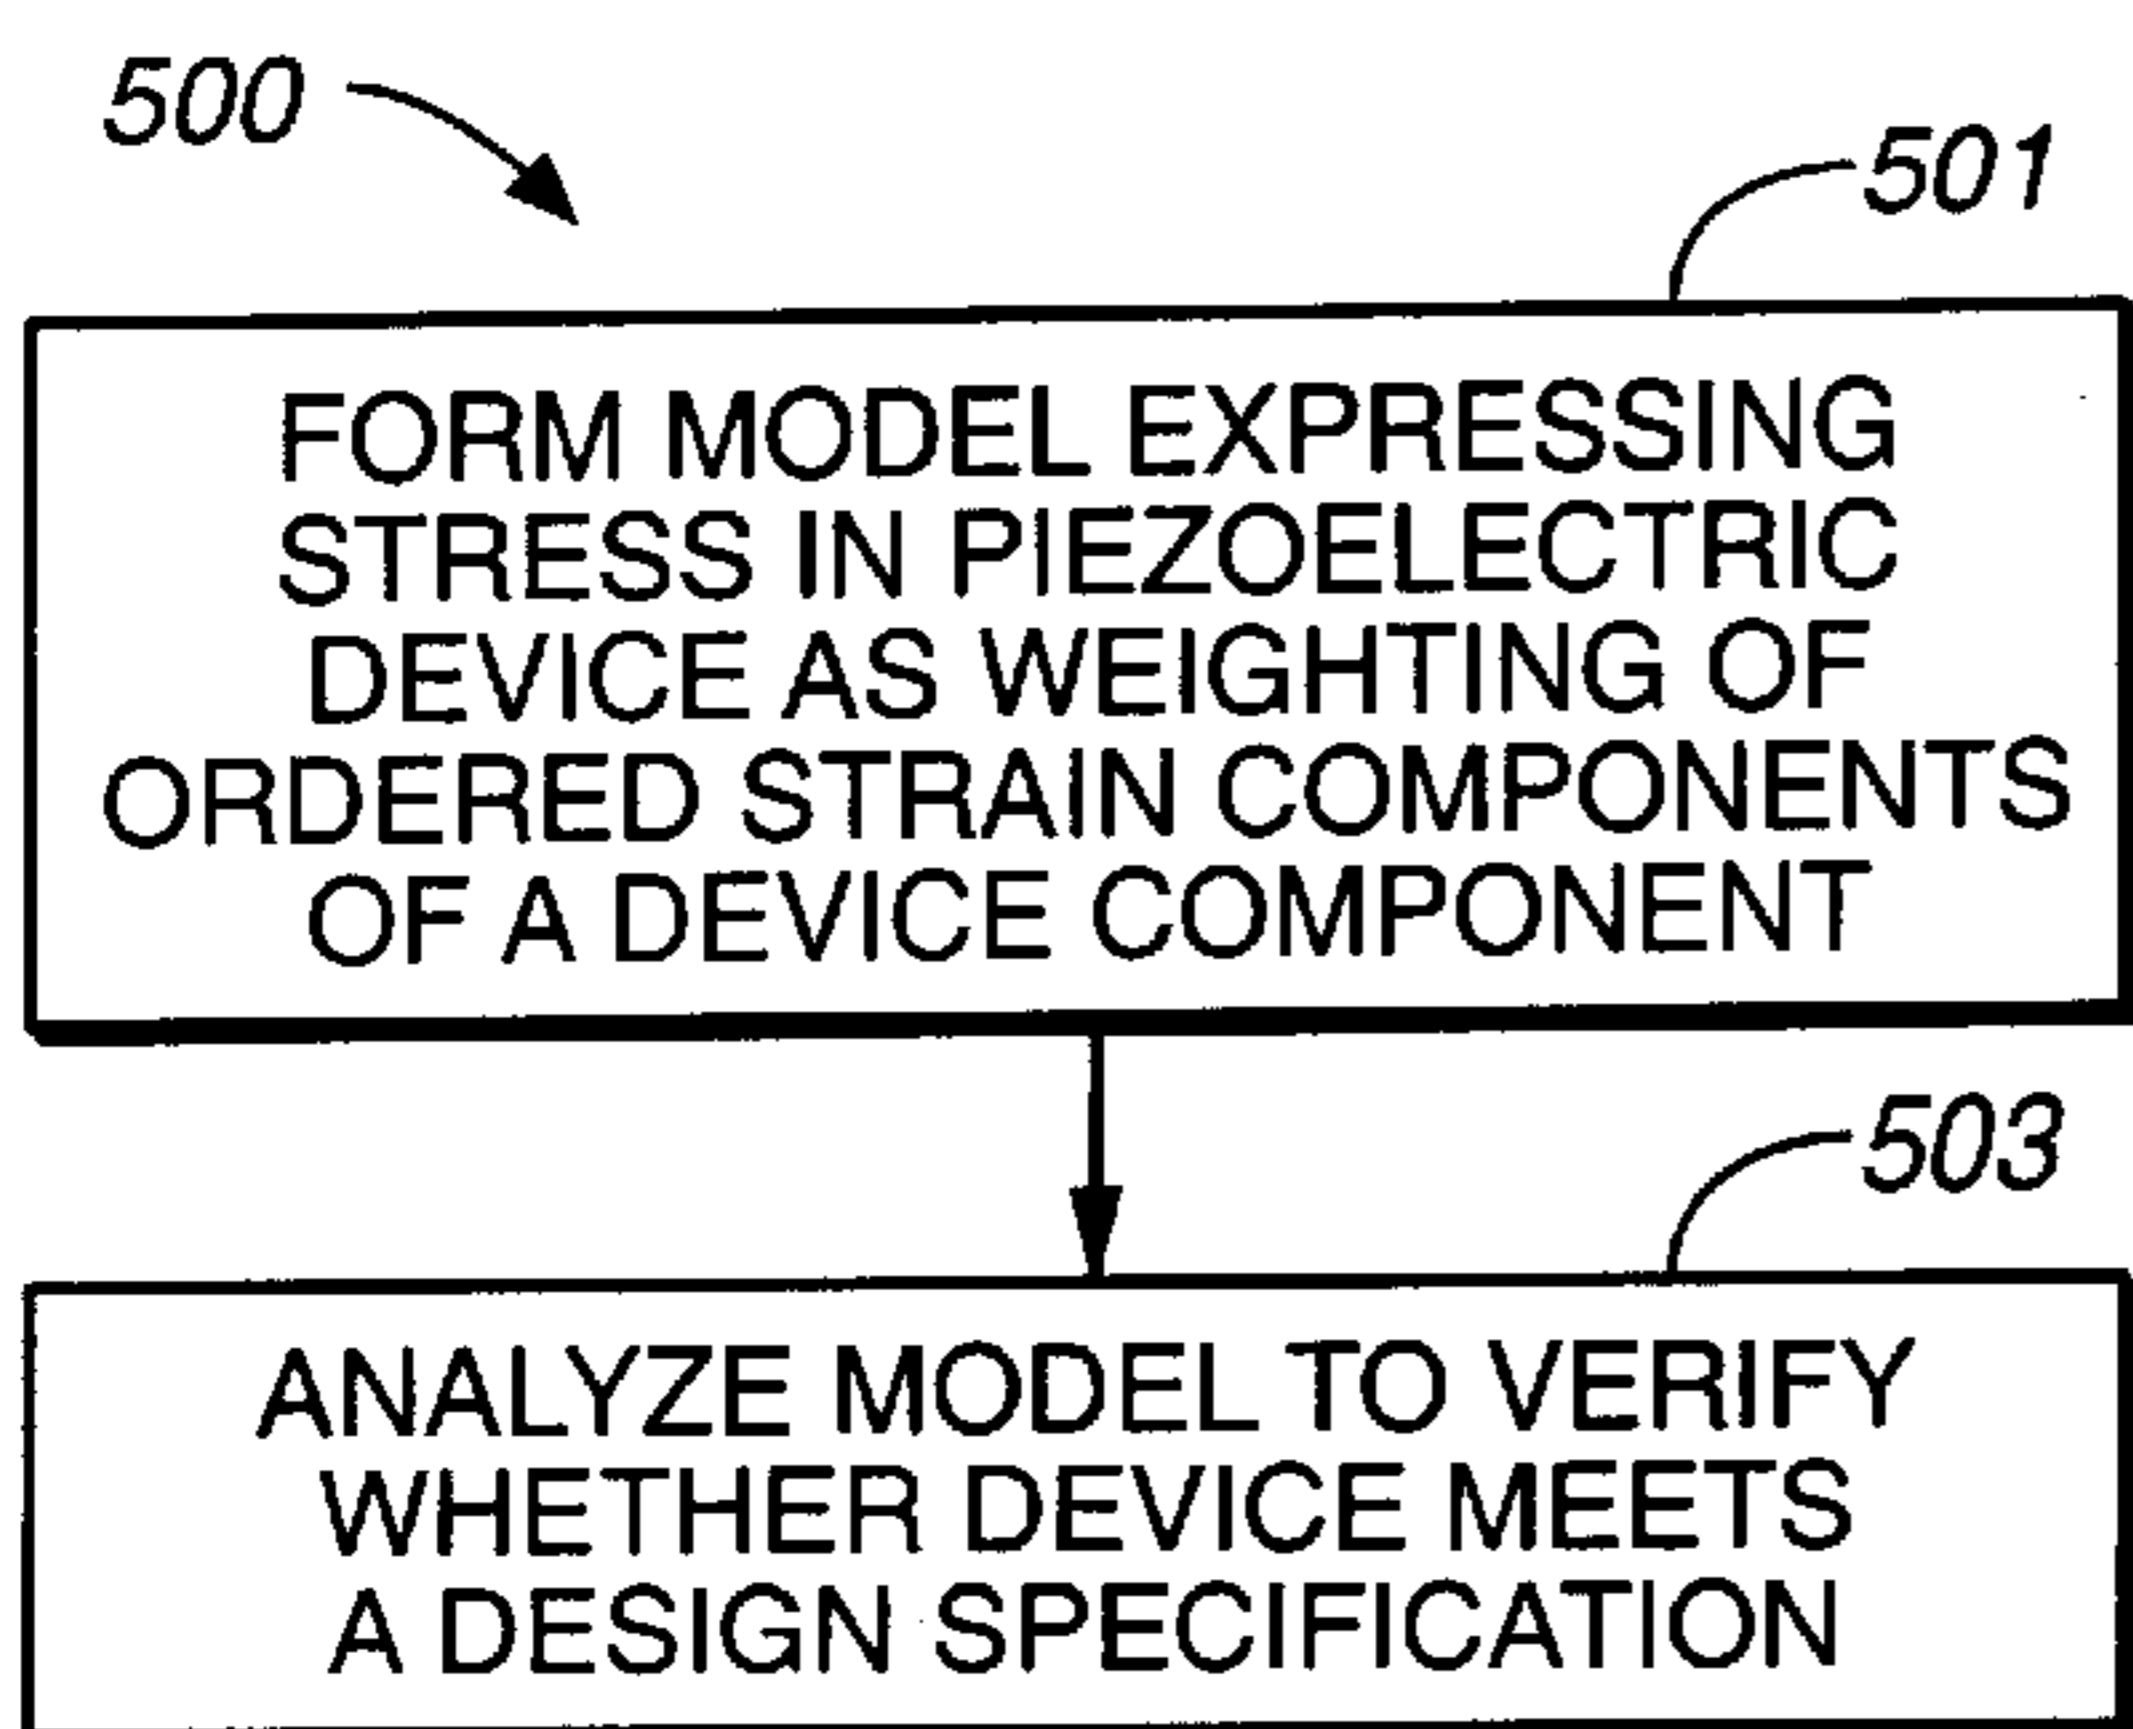 500
501
FORM MODEL EXPRESSING
STRESS IN PIEZOELECTRIC
DEVICE AS WEIGHTING OF
ORDERED STRAIN COMPONENTS
OF A DEVICE COMPONENT
503
ANALYZE MODEL TO VERIFY
WHETHER DEVICE MEETS
A DESIGN SPECIFICATION